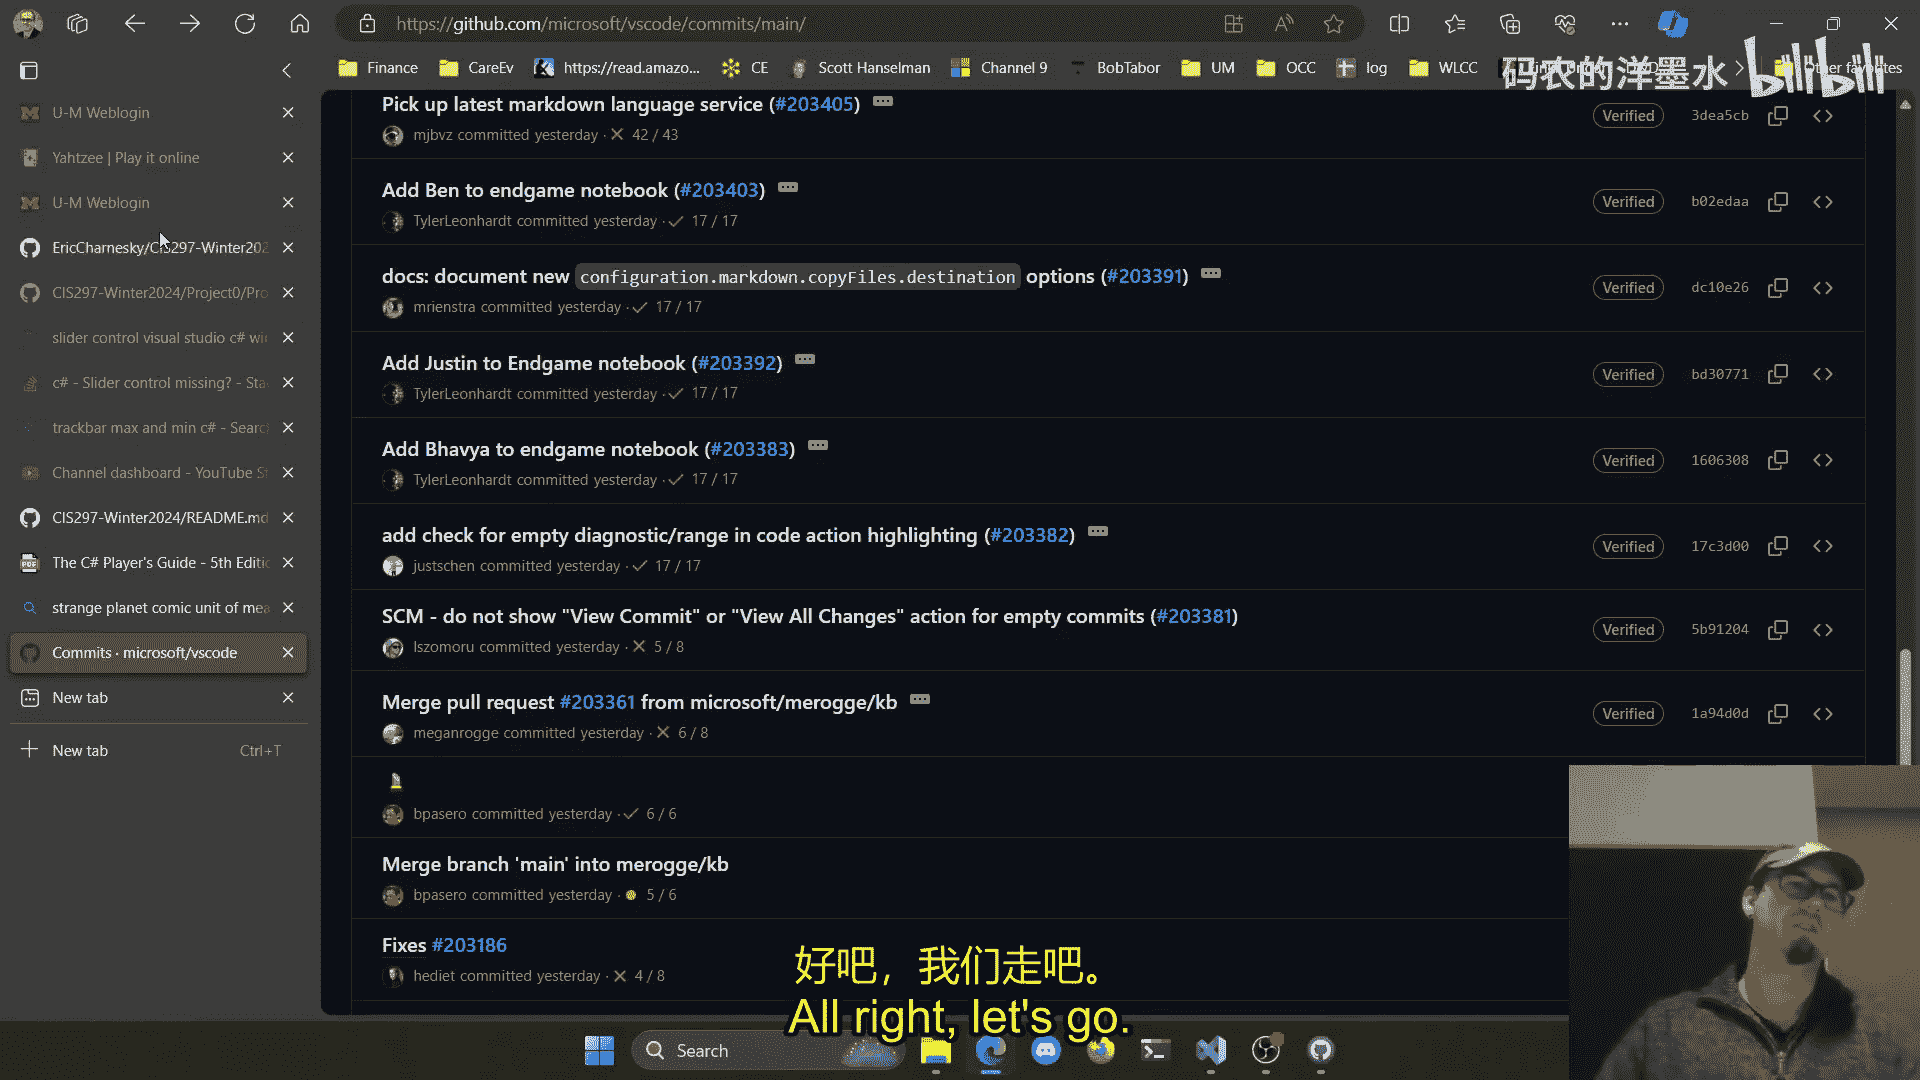 https://github.com/microsoft/vscode/commits/main/
Finance
CareEv
https://read.amazo...
CE
Scott Hanselman
Channel 9
BobTabor
UM
OCC
log
WLCC
Other favorites
码农的洋墨水
bilibili
U-M Weblogin
Yahtzee | Play it online
U-M Weblogin
EricCharnesky/CIS297-Winter202
CIS297-Winter2024/Project0/Pro
slider control visual studio c# wi
c# - Slider control missing? - Sta
trackbar max and min c# - Searc
Channel dashboard - YouTube St
CIS297-Winter2024/README.md
The C# Player's Guide - 5th Editi
strange planet comic unit of mea
Commits · microsoft/vscode
New tab
New tab
Ctrl+T
Pick up latest markdown language service (#203405)
mjbvz committed yesterday · 42 / 43
Verified
3dea5cb
Add Ben to endgame notebook (#203403)
TylerLeonhardt committed yesterday · 17 / 17
Verified
b02edaa
docs: document new configuration.markdown.copyFiles.destination options (#203391)
mrienstra committed yesterday · 17 / 17
Verified
dc10e26
Add Justin to Endgame notebook (#203392)
TylerLeonhardt committed yesterday · 17 / 17
Verified
bd30771
Add Bhavya to endgame notebook (#203383)
TylerLeonhardt committed yesterday · 17 / 17
Verified
1606308
add check for empty diagnostic/range in code action highlighting (#203382)
justschen committed yesterday · 17 / 17
Verified
17c3d00
SCM - do not show "View Commit" or "View All Changes" action for empty commits (#203381)
lszomoru committed yesterday · 5 / 8
Verified
5b91204
Merge pull request #203361 from microsoft/merogge/kb
meganrogge committed yesterday · 6 / 8
Verified
1a94d0d
bpasero committed yesterday · 6 / 6
Merge branch 'main' into merogge/kb
bpasero committed yesterday · 5 / 6
Fixes #203186
hediet committed yesterday · 4 / 8
好吧，我们走吧。
All right, let's go.
Search